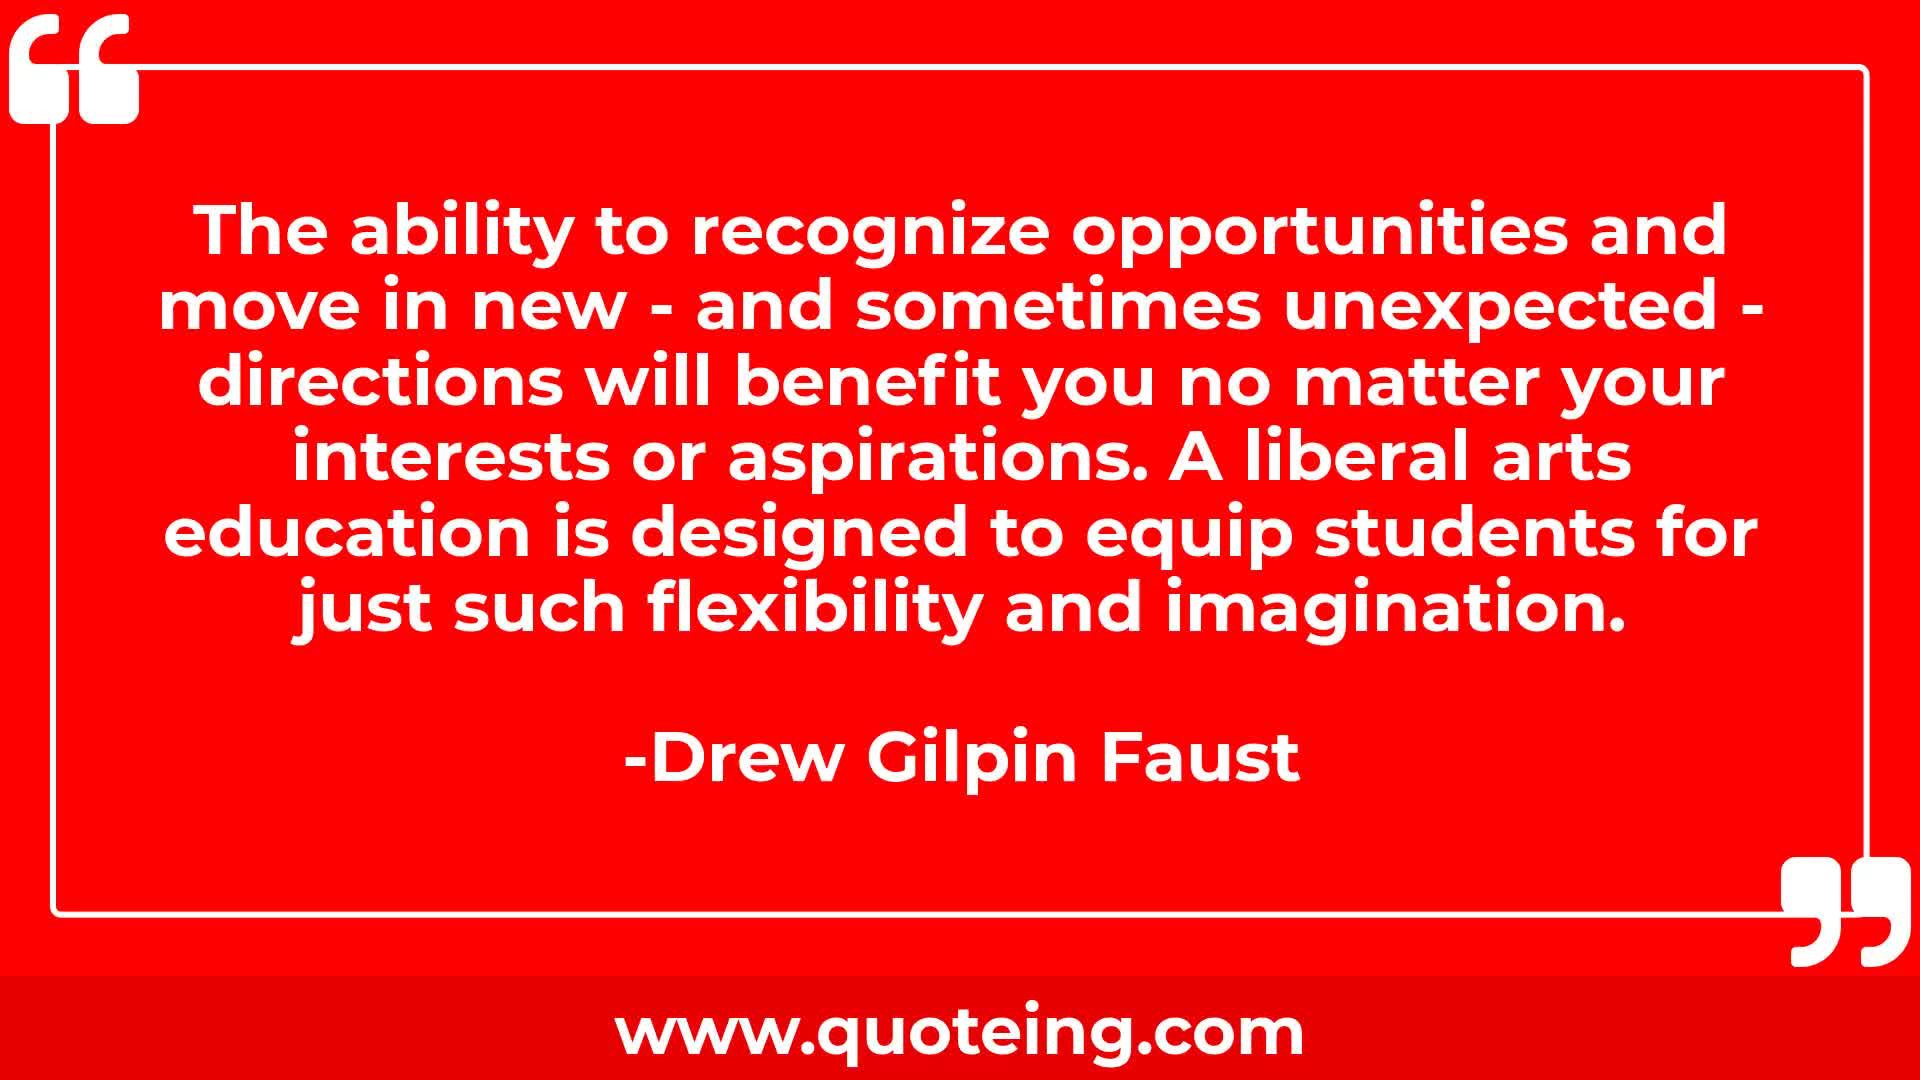 The ability to recognize opportunities and
move in new - and sometimes unexpected -
directions will benefit you no matter your
interests or aspirations. A liberal arts
education is designed to equip students for
just such flexibility and imagination.
-Drew Gilpin Faust
www.quoteing.com